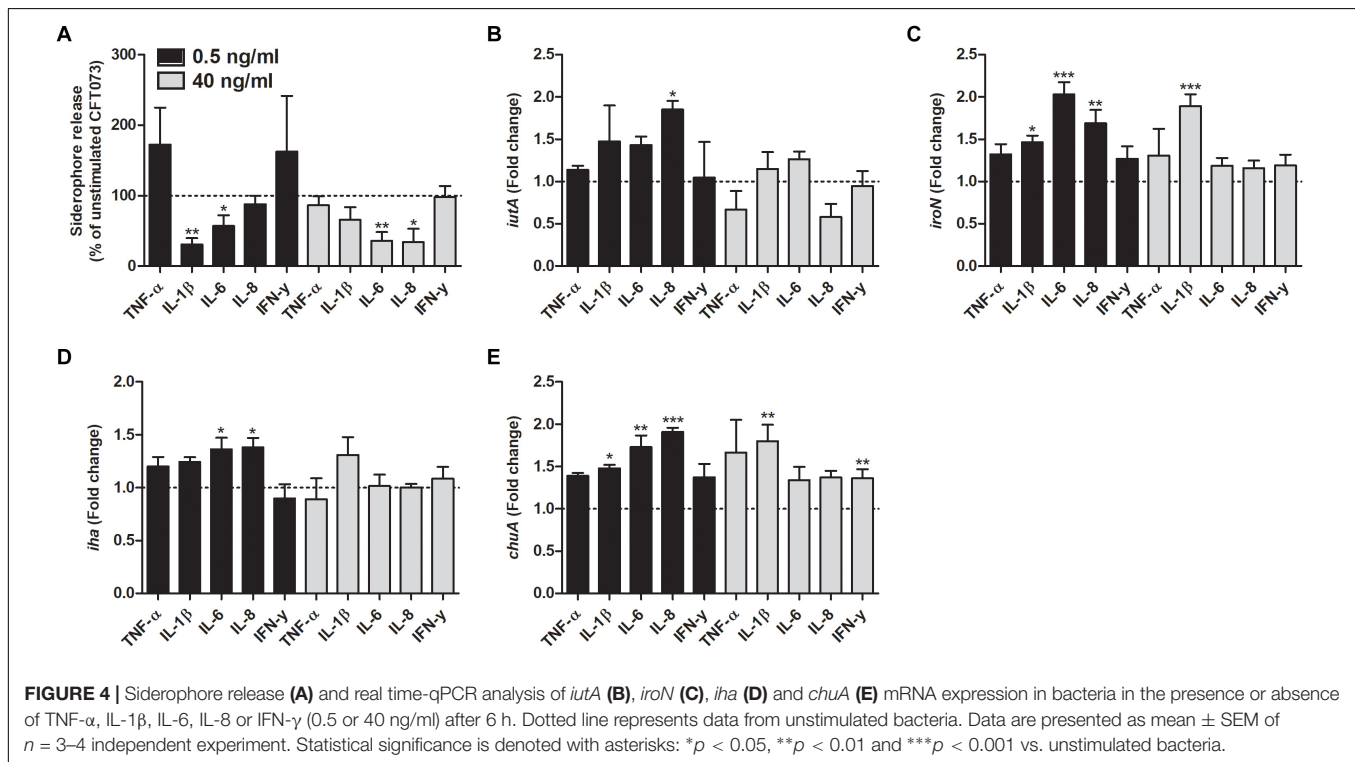 A
Siderophore release
(% of unstimulated CFT073)
300
200
100
0
0.5 ng/ml
40 ng/ml
** * ** *
TNF-α IL-1β IL-6 IL-8 IFN-y TNF-α IL-1β IL-6 IL-8 IFN-y
B
iutA (Fold change)
2.5
2.0
1.5
1.0
0.5
0.0
*
TNF-α IL-1β IL-6 IL-8 IFN-y TNF-α IL-1β IL-6 IL-8 IFN-y
C
iroN (Fold change)
2.5
2.0
1.5
1.0
0.5
0.0
* *** ** ***
TNF-α IL-1β IL-6 IL-8 IFN-y TNF-α IL-1β IL-6 IL-8 IFN-y
D
iha (Fold change)
2.0
1.5
1.0
0.5
0.0
* *
TNF-α IL-1β IL-6 IL-8 IFN-y TNF-α IL-1β IL-6 IL-8 IFN-y
E
chuA (Fold change)
2.5
2.0
1.5
1.0
0.5
0.0
* ** *** ** **
TNF-α IL-1β IL-6 IL-8 IFN-y TNF-α IL-1β IL-6 IL-8 IFN-y
FIGURE 4 | Siderophore release (A) and real time-qPCR analysis of iutA (B), iroN (C), iha (D) and chuA (E) mRNA expression in bacteria in the presence or absence
of TNF-α, IL-1β, IL-6, IL-8 or IFN-γ (0.5 or 40 ng/ml) after 6 h. Dotted line represents data from unstimulated bacteria. Data are presented as mean ± SEM of
n = 3–4 independent experiment. Statistical significance is denoted with asterisks: *p < 0.05, **p < 0.01 and ***p < 0.001 vs. unstimulated bacteria.